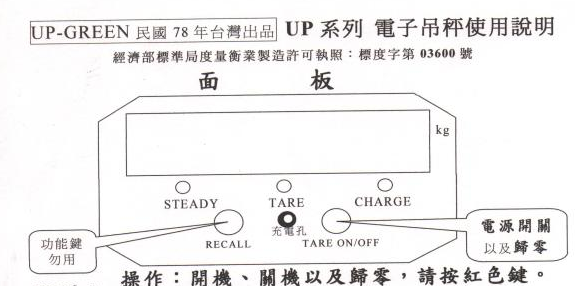 UP-GREEN 民國 78 年台灣出品 UP 系列 電子吊秤使用說明
經濟部標準局度量衡業製造許可執照：標度字第 03600 號
面 板
kg
STEADY TARE CHARGE
功能鍵
勿用
RECALL
充電孔
TARE ON/OFF
電源開關
以及歸零
操作：開機、關機以及歸零，請按紅色鍵。